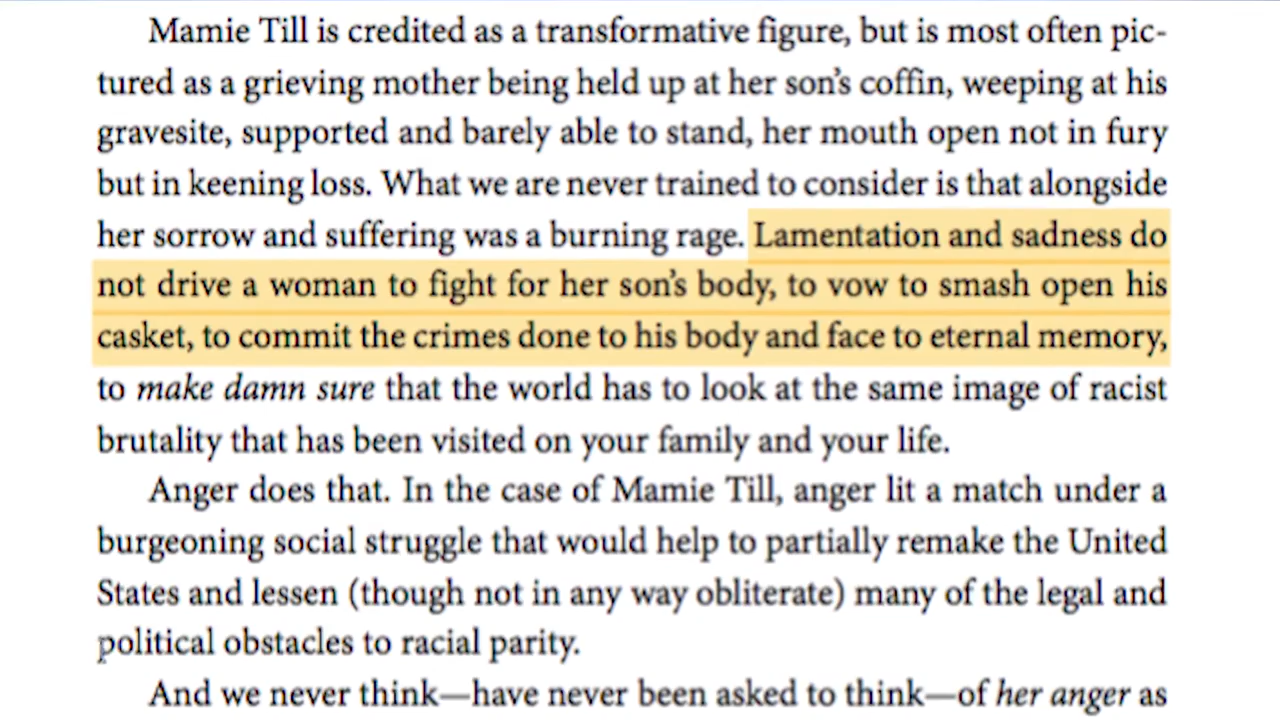 Mamie Till is credited as a transformative figure, but is most often pic-
tured as a grieving mother being held up at her son's coffin, weeping at his
gravesite, supported and barely able to stand, her mouth open not in fury
but in keening loss. What we are never trained to consider is that alongside
her sorrow and suffering was a burning rage. Lamentation and sadness do
not drive a woman to fight for her son's body, to vow to smash open his
casket, to commit the crimes done to his body and face to eternal memory,
to make damn sure that the world has to look at the same image of racist
brutality that has been visited on your family and your life.
Anger does that. In the case of Mamie Till, anger lit a match under a
burgeoning social struggle that would help to partially remake the United
States and lessen (though not in any way obliterate) many of the legal and
political obstacles to racial parity.
And we never think—have never been asked to think—of her anger as